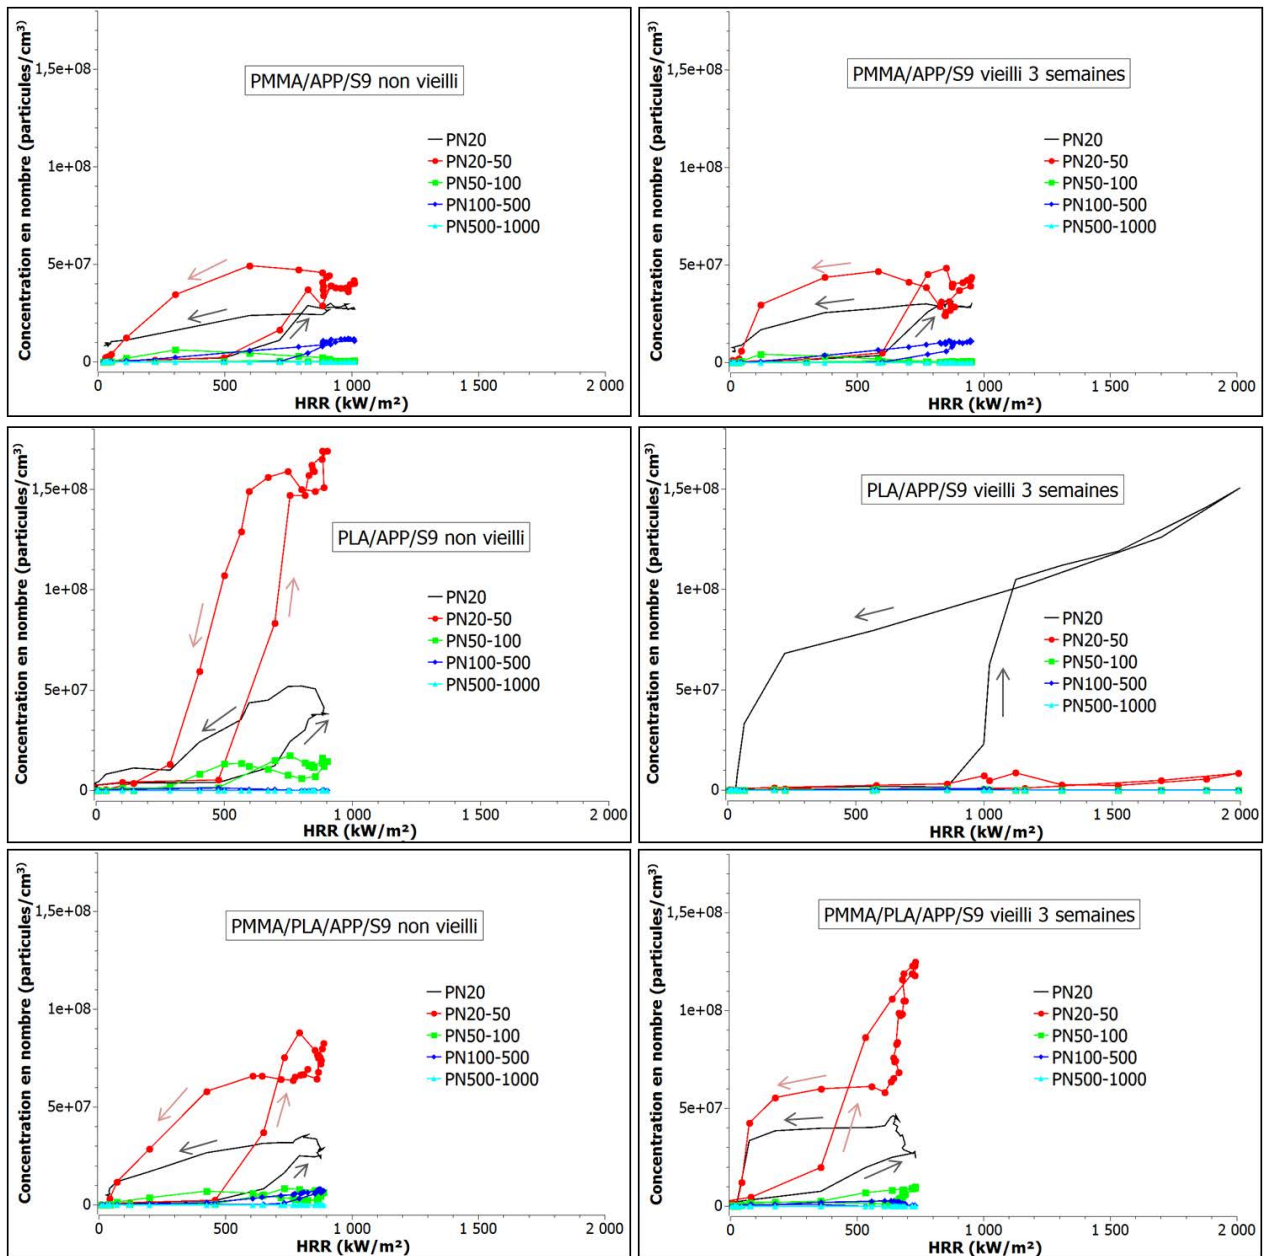 Concentration en nombre (particules/cm³)
1,5e+08
1e+08
5e+07
0
PMMA/APP/S9 non vieilli
PN20
PN20-50
PN50-100
PN100-500
PN500-1000
0
500
1 000
1 500
2 000
HRR (kW/m²)
Concentration en nombre (particules/cm³)
1,5e+08
1e+08
5e+07
0
PMMA/APP/S9 vieilli 3 semaines
PN20
PN20-50
PN50-100
PN100-500
PN500-1000
0
500
1 000
1 500
2 000
HRR (kW/m²)
Concentration en nombre (particules/cm³)
1,5e+08
1e+08
5e+07
0
PLA/APP/S9 non vieilli
PN20
PN20-50
PN50-100
PN100-500
PN500-1000
0
500
1 000
1 500
2 000
HRR (kW/m²)
Concentration en nombre (particules/cm³)
1,5e+08
1e+08
5e+07
0
PLA/APP/S9 vieilli 3 semaines
PN20
PN20-50
PN50-100
PN100-500
PN500-1000
0
500
1 000
1 500
2 000
HRR (kW/m²)
Concentration en nombre (particules/cm³)
1,5e+08
1e+08
5e+07
0
PMMA/PLA/APP/S9 non vieilli
PN20
PN20-50
PN50-100
PN100-500
PN500-1000
0
500
1 000
1 500
2 000
HRR (kW/m²)
Concentration en nombre (particules/cm³)
1,5e+08
1e+08
5e+07
0
PMMA/PLA/APP/S9 vieilli 3 semaines
PN20
PN20-50
PN50-100
PN100-500
PN500-1000
0
500
1 000
1 500
2 000
HRR (kW/m²)